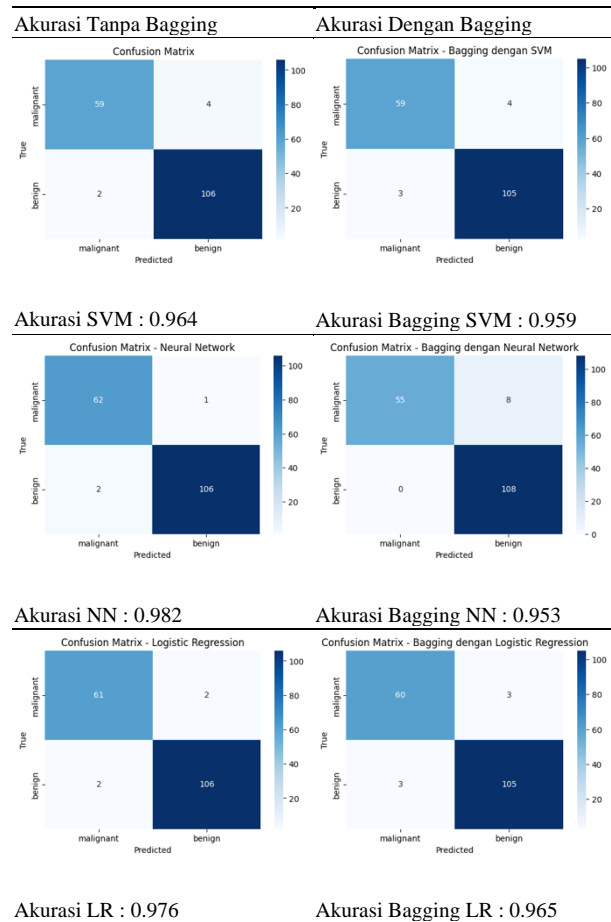 Akurasi Tanpa Bagging Akurasi Dengan Bagging
Confusion Matrix
malignant 59 4
benign 2 106
True
malignant benign
Predicted
100
80
60
40
20
Confusion Matrix - Bagging dengan SVM
malignant 59 4
benign 3 105
True
malignant benign
Predicted
100
80
60
40
20
Akurasi SVM : 0.964 Akurasi Bagging SVM : 0.959
Confusion Matrix - Neural Network
malignant 62 1
benign 2 106
True
malignant benign
Predicted
100
80
60
40
20
Confusion Matrix - Bagging dengan Neural Network
malignant 55 8
benign 0 108
True
malignant benign
Predicted
100
80
60
40
20
0
Akurasi NN : 0.982 Akurasi Bagging NN : 0.953
Confusion Matrix - Logistic Regression
malignant 61 2
benign 2 106
True
malignant benign
Predicted
100
80
60
40
20
Confusion Matrix - Bagging dengan Logistic Regression
malignant 60 3
benign 3 105
True
malignant benign
Predicted
100
80
60
40
20
Akurasi LR : 0.976 Akurasi Bagging LR : 0.965